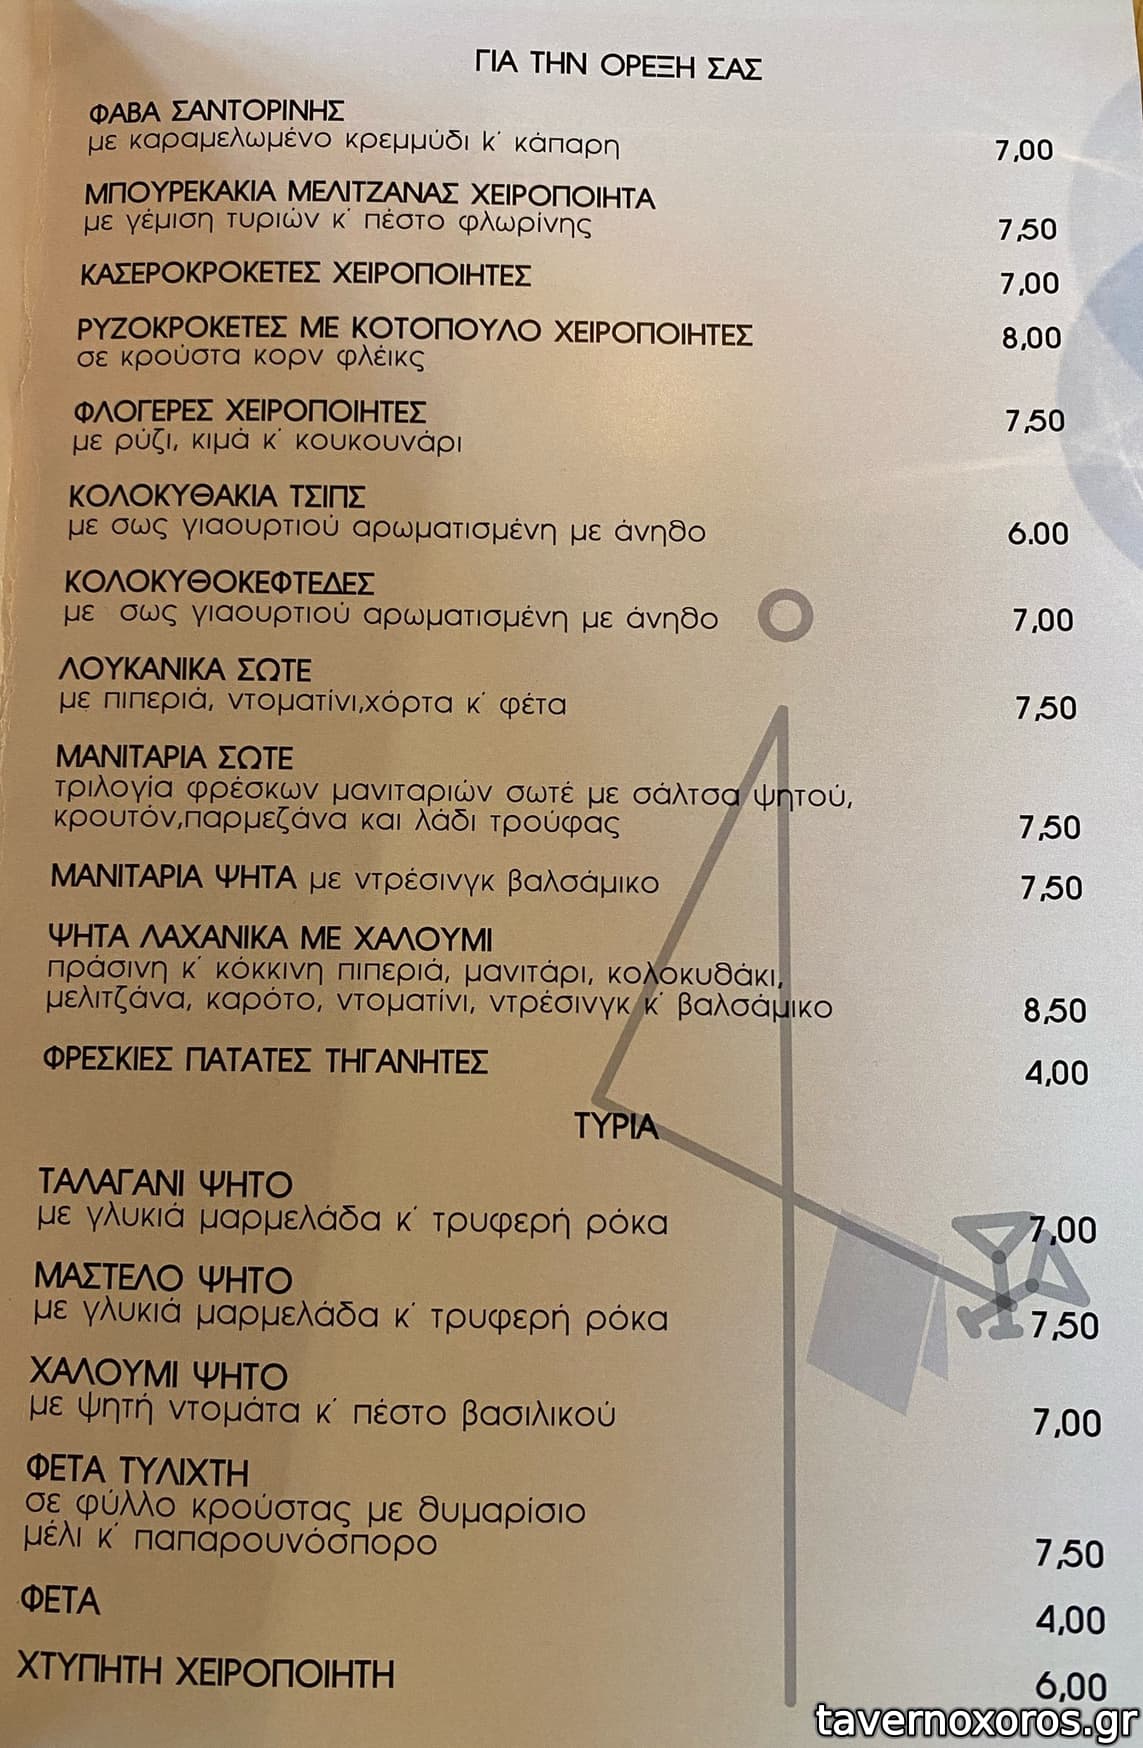 ΓΙΑ ΤΗΝ ΟΡΕΞΗ ΣΑΣ
ΦΑΒΑ ΣΑΝΤΟΡΙΝΗΣ
με καραμελωμένο κρεμμύδι k΄ κάπαρη 7,00
ΜΠΟΥΡΕΚΑΚΙΑ ΜΕΛΙΤΖΑΝΑΣ ΧΕΙΡΟΠΟΙΗΤΑ
με γέμιση τυριών κ΄ πέστο φλωρίνης 7,50
ΚΑΣΕΡΟΚΡΟΚΕΤΕΣ ΧΕΙΡΟΠΟΙΗΤΕΣ 7,00
ΡΥΖΟΚΡΟΚΕΤΕΣ ΜΕ ΚΟΤΟΠΟΥΛΟ ΧΕΙΡΟΠΟΙΗΤΕΣ 8,00
σε κρούστα κορν φλέικς
ΦΛΟΓΕΡΕΣ ΧΕΙΡΟΠΟΙΗΤΕΣ 7,50
με ρύζι, κιμά κ΄ κουκουνάρι
ΚΟΛΟΚΥΘΑΚΙΑ ΤΣΙΠΣ
με σως γιαουρτιού αρωματισμένη με άνηθο 6.00
ΚΟΛΟΚΥΘΟΚΕΦΤΕΔΕΣ
με σως γιαουρτιού αρωματισμένη με άνηθο 7,00
ΛΟΥΚΑΝΙΚΑ ΣΩΤΕ
με πιπεριά, ντοματίνι,χόρτα κ΄ φέτα 7,50
ΜΑΝΙΤΑΡΙΑ ΣΩΤΕ
τριλογία φρέσκων μανιταριών σωτέ με σάλτσα ψητού,
κρουτόν,παρμεζάνα και λάδι τρούφας 7,50
ΜΑΝΙΤΑΡΙΑ ΨΗΤΑ με ντρέσινγκ βαλσάμικο 7,50
ΨΗΤΑ ΛΑΧΑΝΙΚΑ ΜΕ ΧΑΛΟΥΜΙ
πράσινη κ΄ κόκκινη πιπεριά, μανιτάρι, κολοκυθάκι,
μελιτζάνα, καρότο, ντοματίνι, ντρέσινγκ κ΄ βαλσάμικο 8,50
ΦΡΕΣΚΙΕΣ ΠΑΤΑΤΕΣ ΤΗΓΑΝΗΤΕΣ 4,00
ΤΥΡΙΑ
ΤΑΛΑΓΑΝΙ ΨΗΤΟ
με γλυκιά μαρμελάδα κ΄ τρυφερή ρόκα 7,00
ΜΑΣΤΕΛΟ ΨΗΤΟ
με γλυκιά μαρμελάδα κ΄ τρυφερή ρόκα 7,50
ΧΑΛΟΥΜΙ ΨΗΤΟ
με ψητή ντομάτα κ΄ πέστο βασιλικού 7,00
ΦΕΤΑ ΤΥΛΙΧΤΗ
σε φύλλο κρούστας με θυμαρίσιο
μέλι κ΄ παπαρουνόσπορο 7,50
ΦΕΤΑ 4,00
ΧΤΥΠΗΤΗ ΧΕΙΡΟΠΟΙΗΤΗ 6,00
tavernoxoros.gr